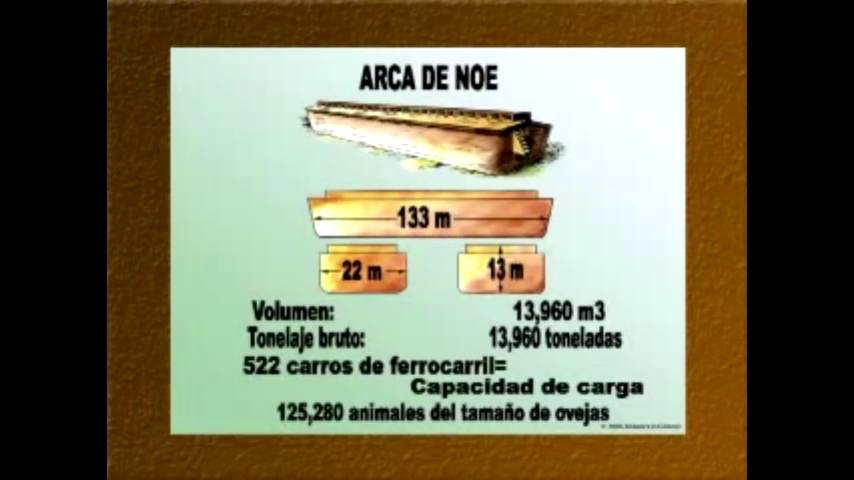 ARCA DE NOE
133 m
22 m
13 m
Volumen: 13,960 m3
Tonelaje bruto: 13,960 toneladas
522 carros de ferrocarril=
Capacidad de carga
125,280 animales del tamaño de ovejas